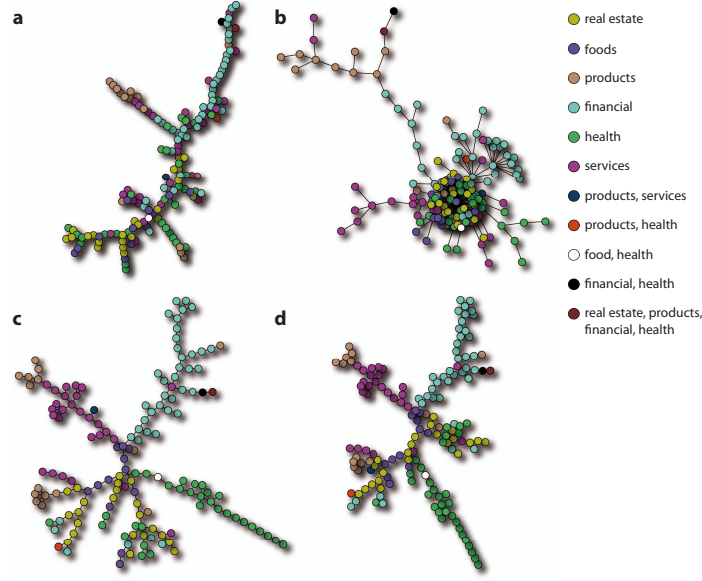 a
b
real estate
foods
products
financial
health
services
products, services
products, health
food, health
financial, health
real estate, products,
financial, health
c
d